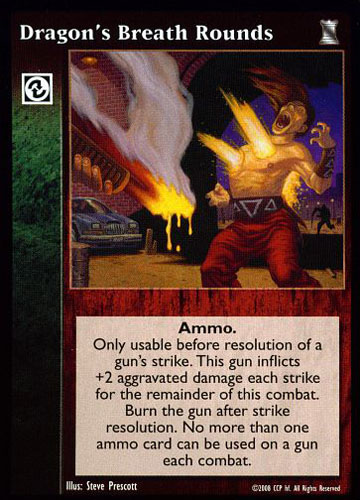 Dragon's Breath Rounds
Ammo.
Only usable before resolution of a
gun's strike. This gun inflicts
+2 aggravated damage each strike
for the remainder of this combat.
Burn the gun after strike
resolution. No more than one
ammo card can be used on a gun
each combat.
Illus: Steve Prescott
©2008 CCP hf. All Rights Reserved